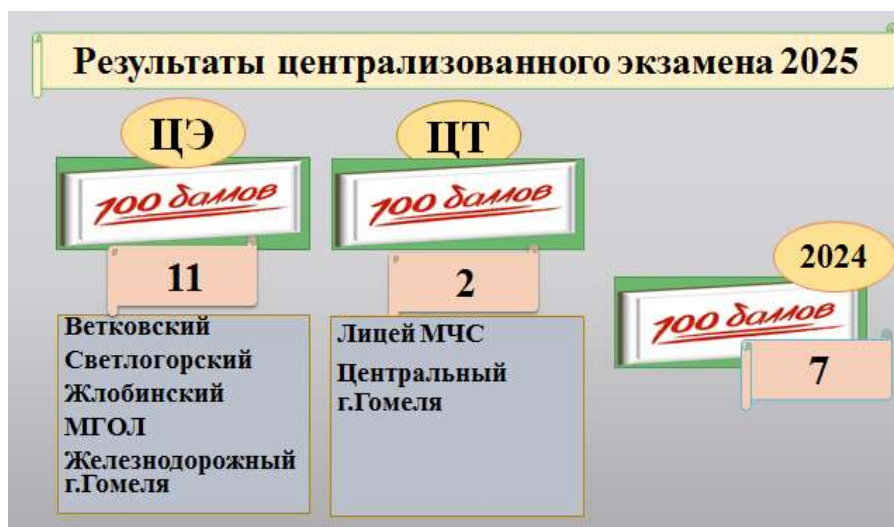 Результаты централизованного экзамена 2025
ЦЭ
100 баллов
11
Ветковский
Светлогорский
Жлобинский
МГОЛ
Железнодорожный
г.Гомеля
ЦТ
100 баллов
2
Лицей МЧС
Центральный
г.Гомеля
2024
100 баллов
7